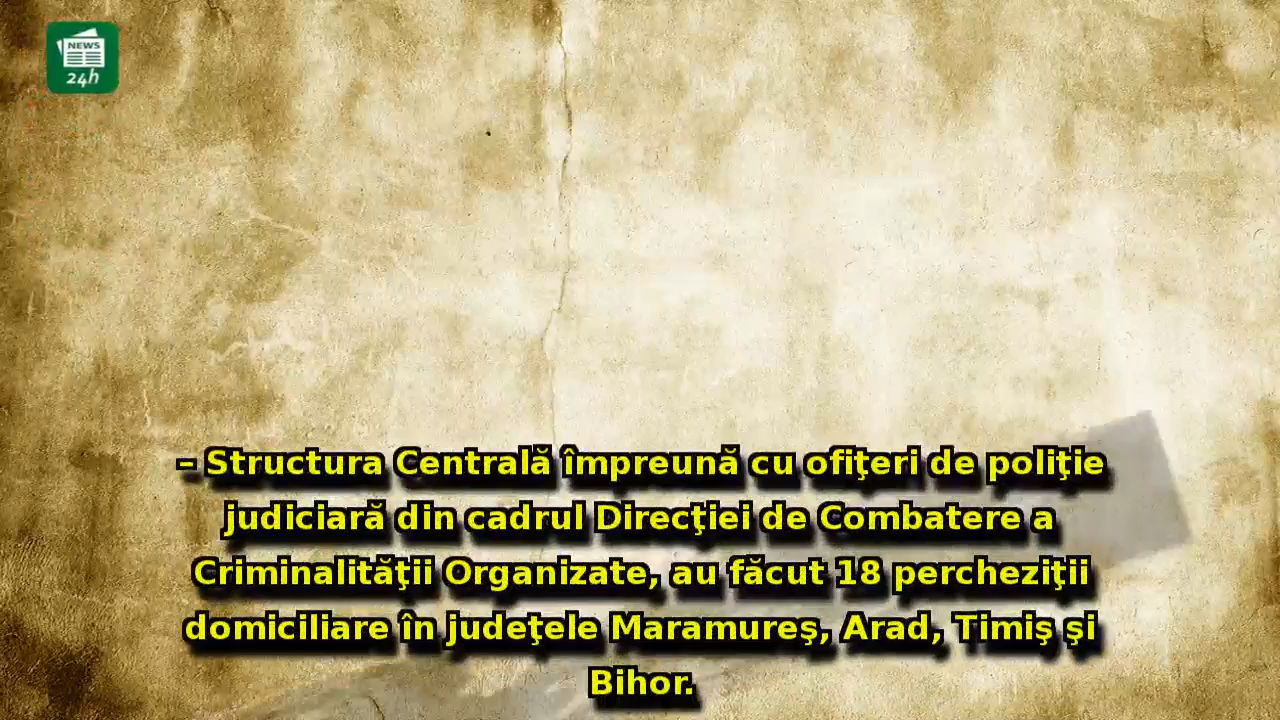 NEWS
24h
– Structura Centrală împreună cu ofiţeri de poliţie
judiciară din cadrul Direcţiei de Combatere a
Criminalităţii Organizate, au făcut 18 percheziţii
domiciliare în judeţele Maramureş, Arad, Timiş şi
Bihor.